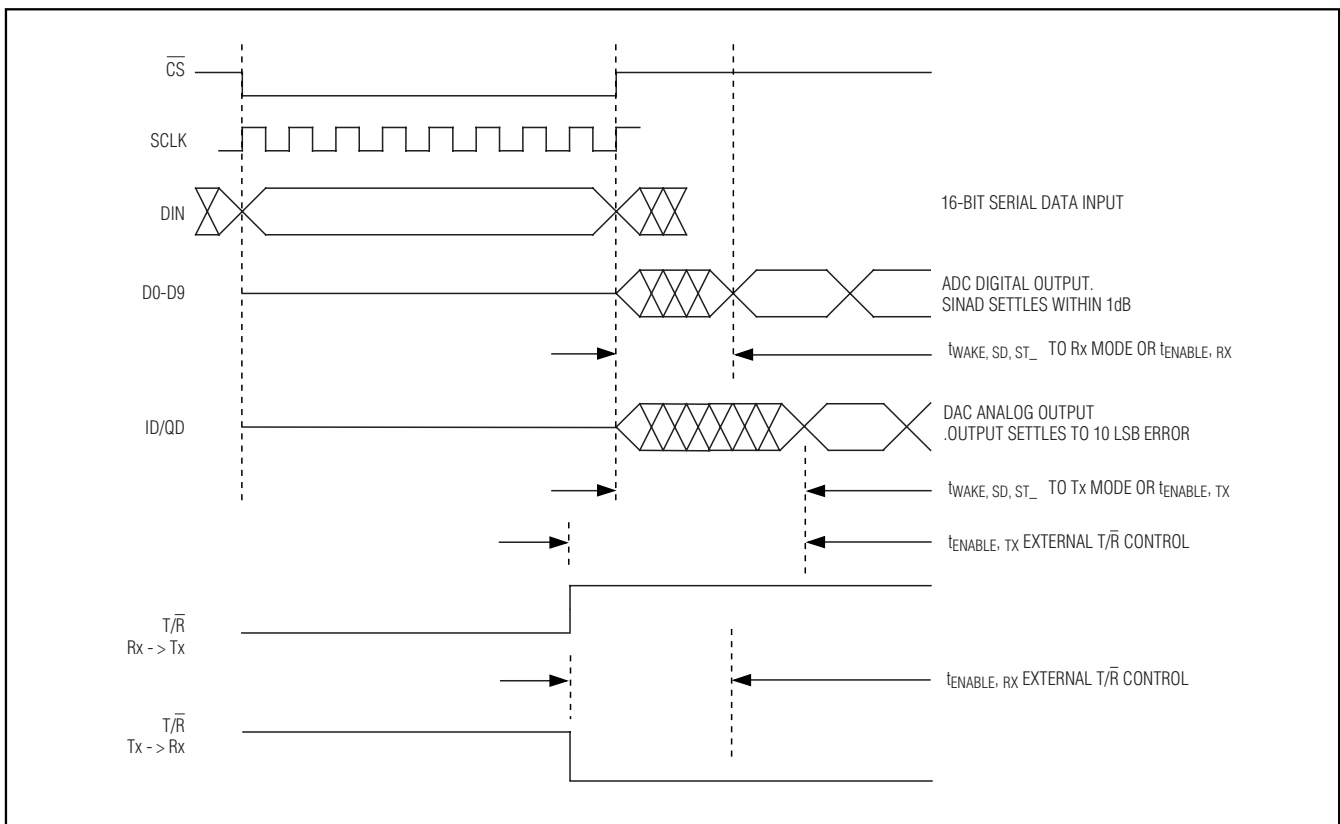 C̅S̅
SCLK
DIN
16-BIT SERIAL DATA INPUT
D0-D9
ADC DIGITAL OUTPUT.
SINAD SETTLES WITHIN 1dB
tWAKE, SD, ST_ TO Rx MODE OR tENABLE, RX
ID/QD
DAC ANALOG OUTPUT
.OUTPUT SETTLES TO 10 LSB ERROR
tWAKE, SD, ST_ TO Tx MODE OR tENABLE, TX
tENABLE, TX EXTERNAL T/R̅ CONTROL
T/R̅
Rx - > Tx
tENABLE, RX EXTERNAL T/R̅ CONTROL
T/R̅
Tx - > Rx